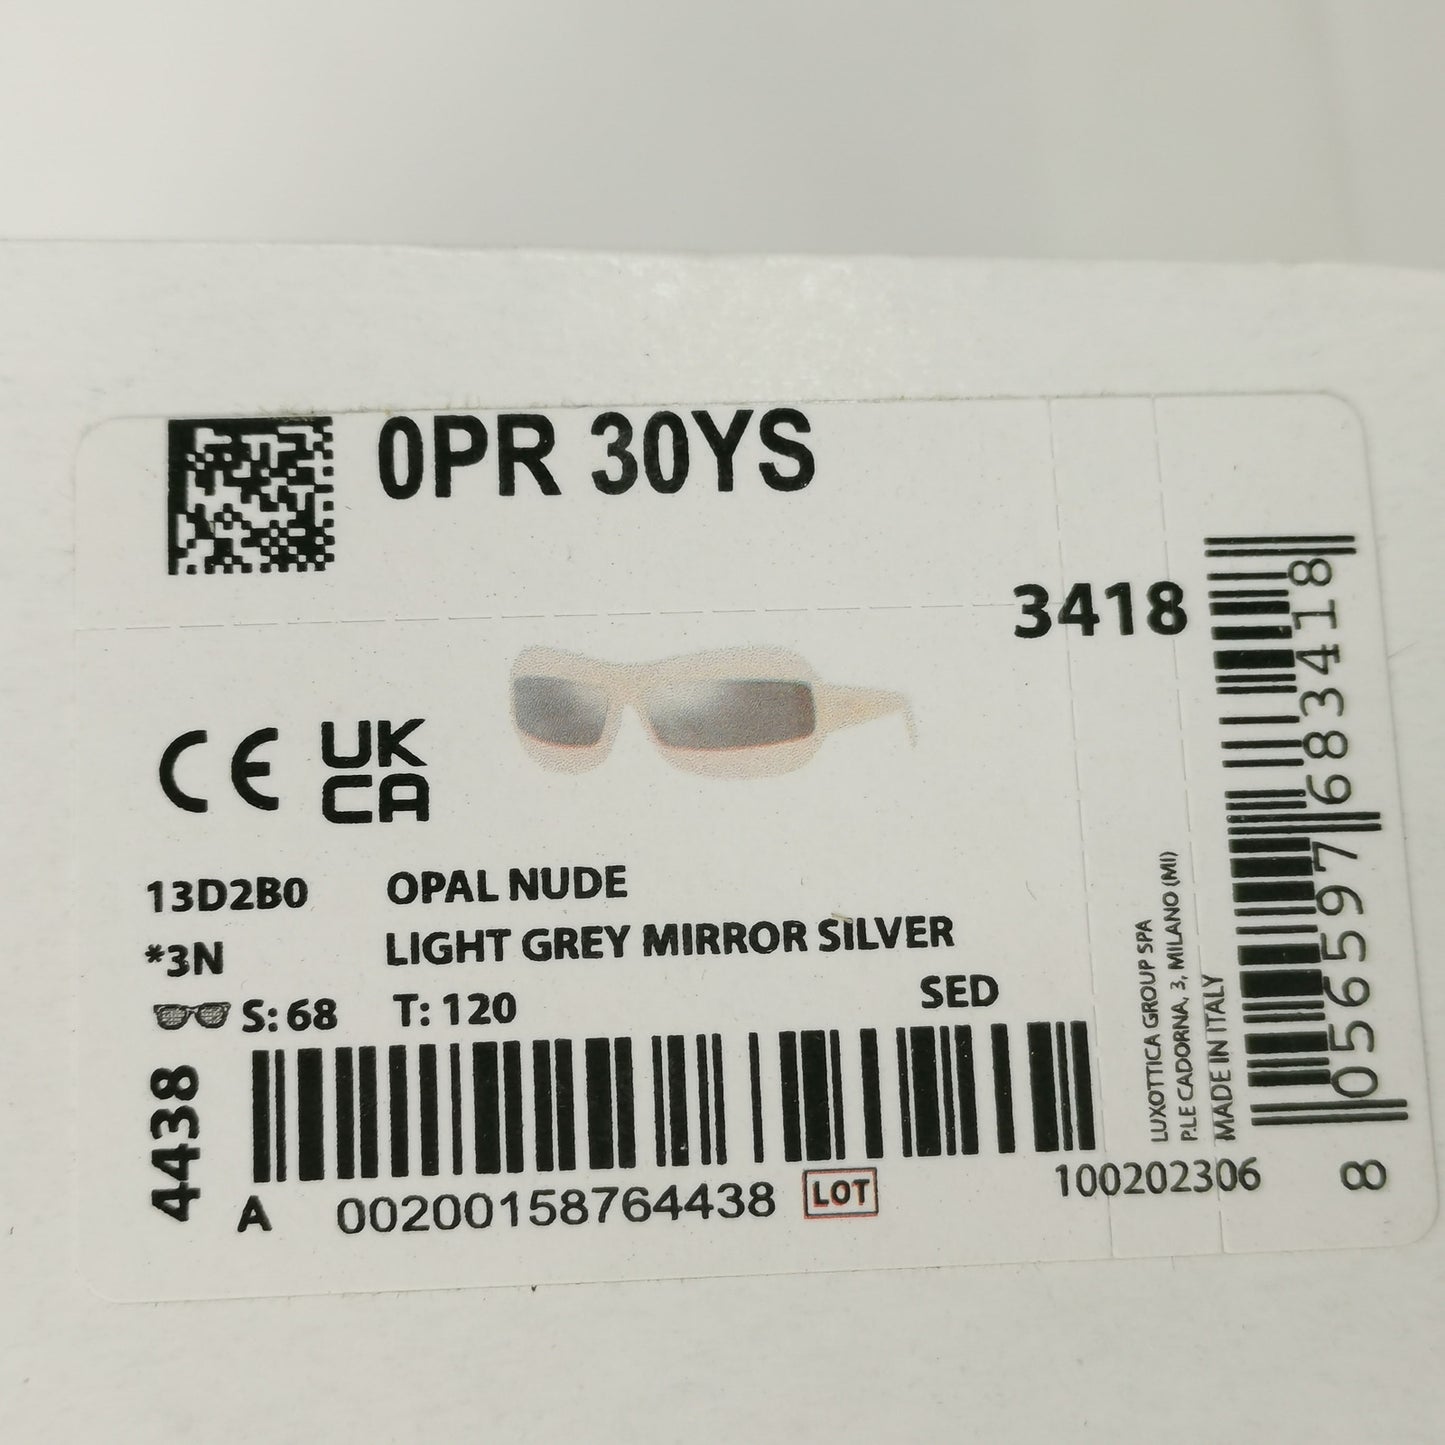 0PR 30YS
3418
CE
UK
CA
13D2B0 OPAL NUDE
*3N LIGHT GREY MIRROR SILVER
S: 68 T: 120 SED
4438
A 00200158764438 LOT 100202306
LUXOTTICA GROUP SPA
P.LE CADORNA, 3, MILANO (MI)
MADE IN ITALY
8 056597 683418